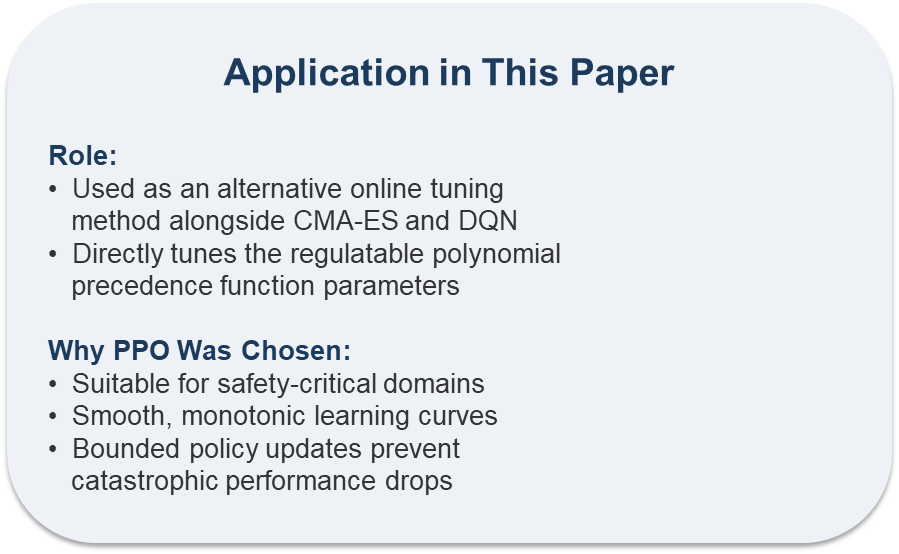 Application in This Paper
Role:
• Used as an alternative online tuning
method alongside CMA-ES and DQN
• Directly tunes the regulatable polynomial
precedence function parameters
Why PPO Was Chosen:
• Suitable for safety-critical domains
• Smooth, monotonic learning curves
• Bounded policy updates prevent
catastrophic performance drops